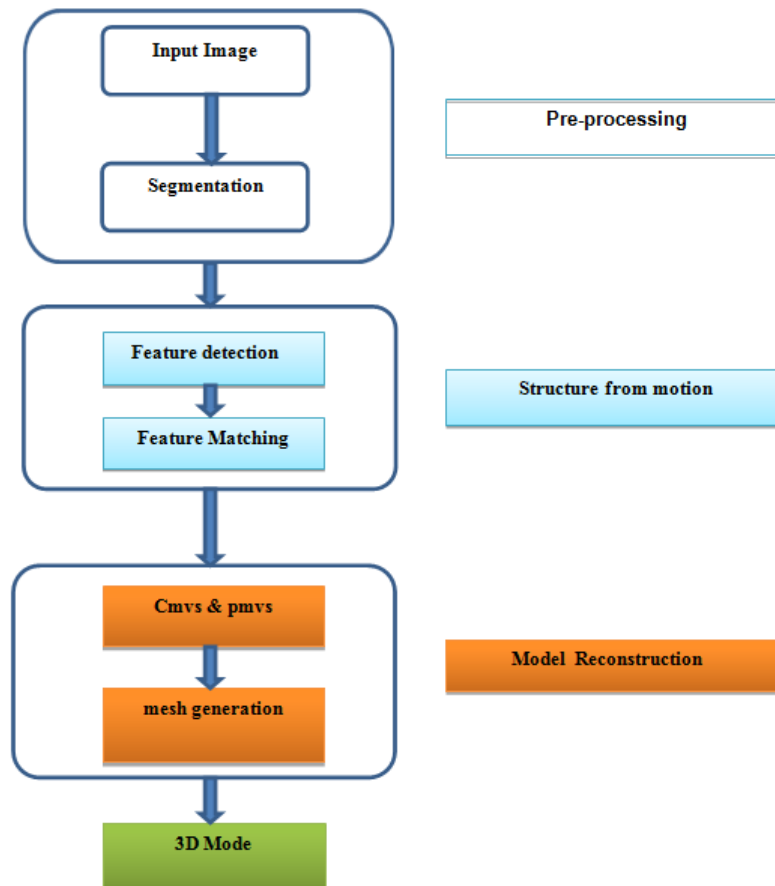 Input Image
Pre-processing
Segmentation
Feature detection
Structure from motion
Feature Matching
Cmvs & pmvs
Model Reconstruction
mesh generation
3D Mode